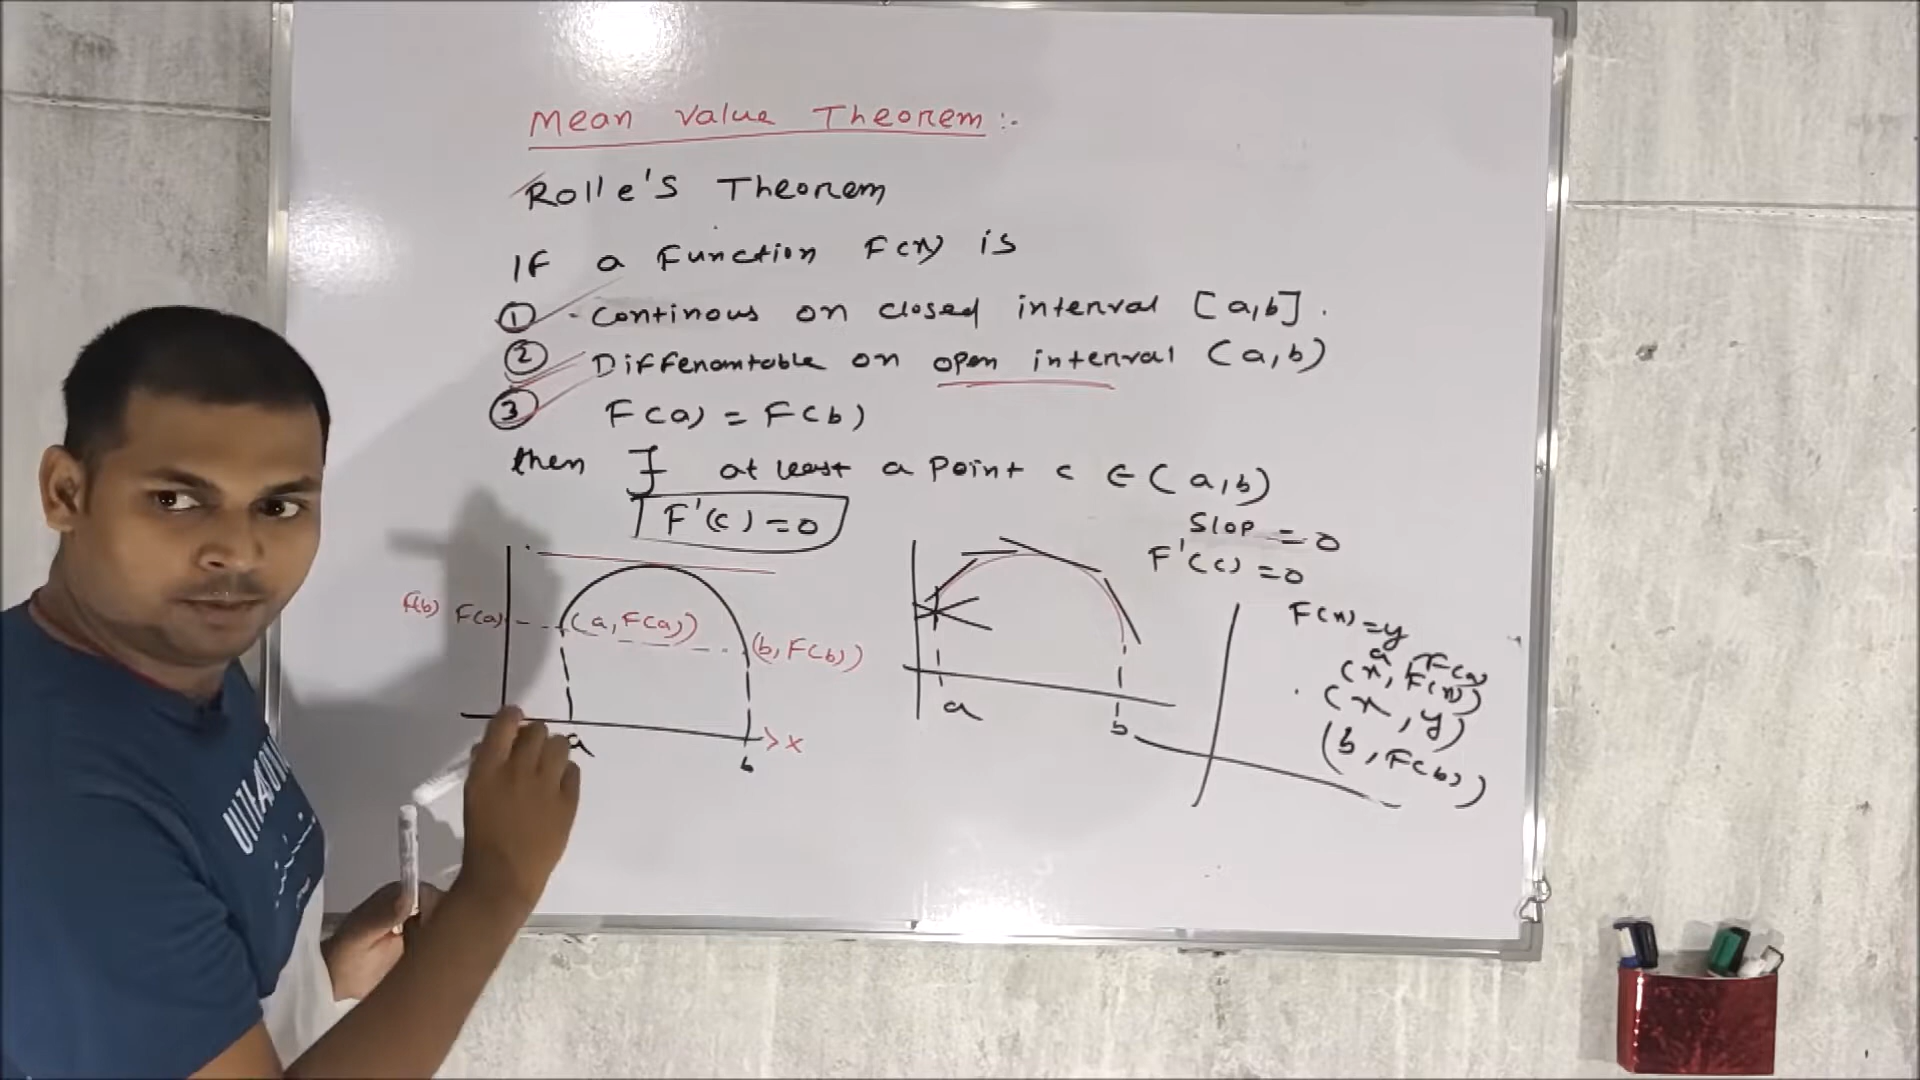 Mean Value Theorem :-
Rolle's Theorem
IF a Function F(x) is
① Continous on closed interval [a,b].
② Differentable on open interval (a,b)
③ F(a) = F(b)
then ∃ at least a Point c ∈ (a,b)
F'(c) = 0
Slop = 0
F'(c) = 0
F(b) F(a) (a, F(a)) (b, F(b))
a b > x
a b
F(x) = y
a F(a)
(x, F(x))
(x, y)
(b, F(b))